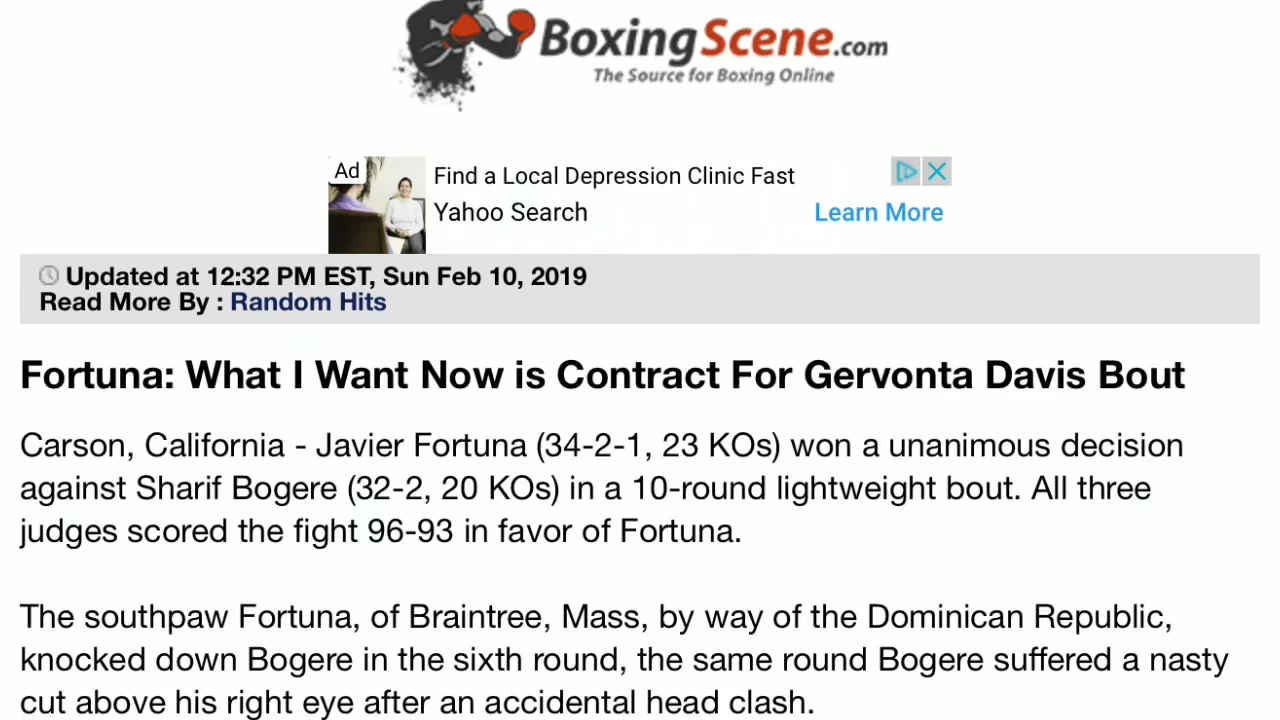 BoxingScene.com
The Source for Boxing Online
Ad
Find a Local Depression Clinic Fast
Yahoo Search
Learn More
Updated at 12:32 PM EST, Sun Feb 10, 2019
Read More By : Random Hits
Fortuna: What I Want Now is Contract For Gervonta Davis Bout
Carson, California - Javier Fortuna (34-2-1, 23 KOs) won a unanimous decision
against Sharif Bogere (32-2, 20 KOs) in a 10-round lightweight bout. All three
judges scored the fight 96-93 in favor of Fortuna.
The southpaw Fortuna, of Braintree, Mass, by way of the Dominican Republic,
knocked down Bogere in the sixth round, the same round Bogere suffered a nasty
cut above his right eye after an accidental head clash.